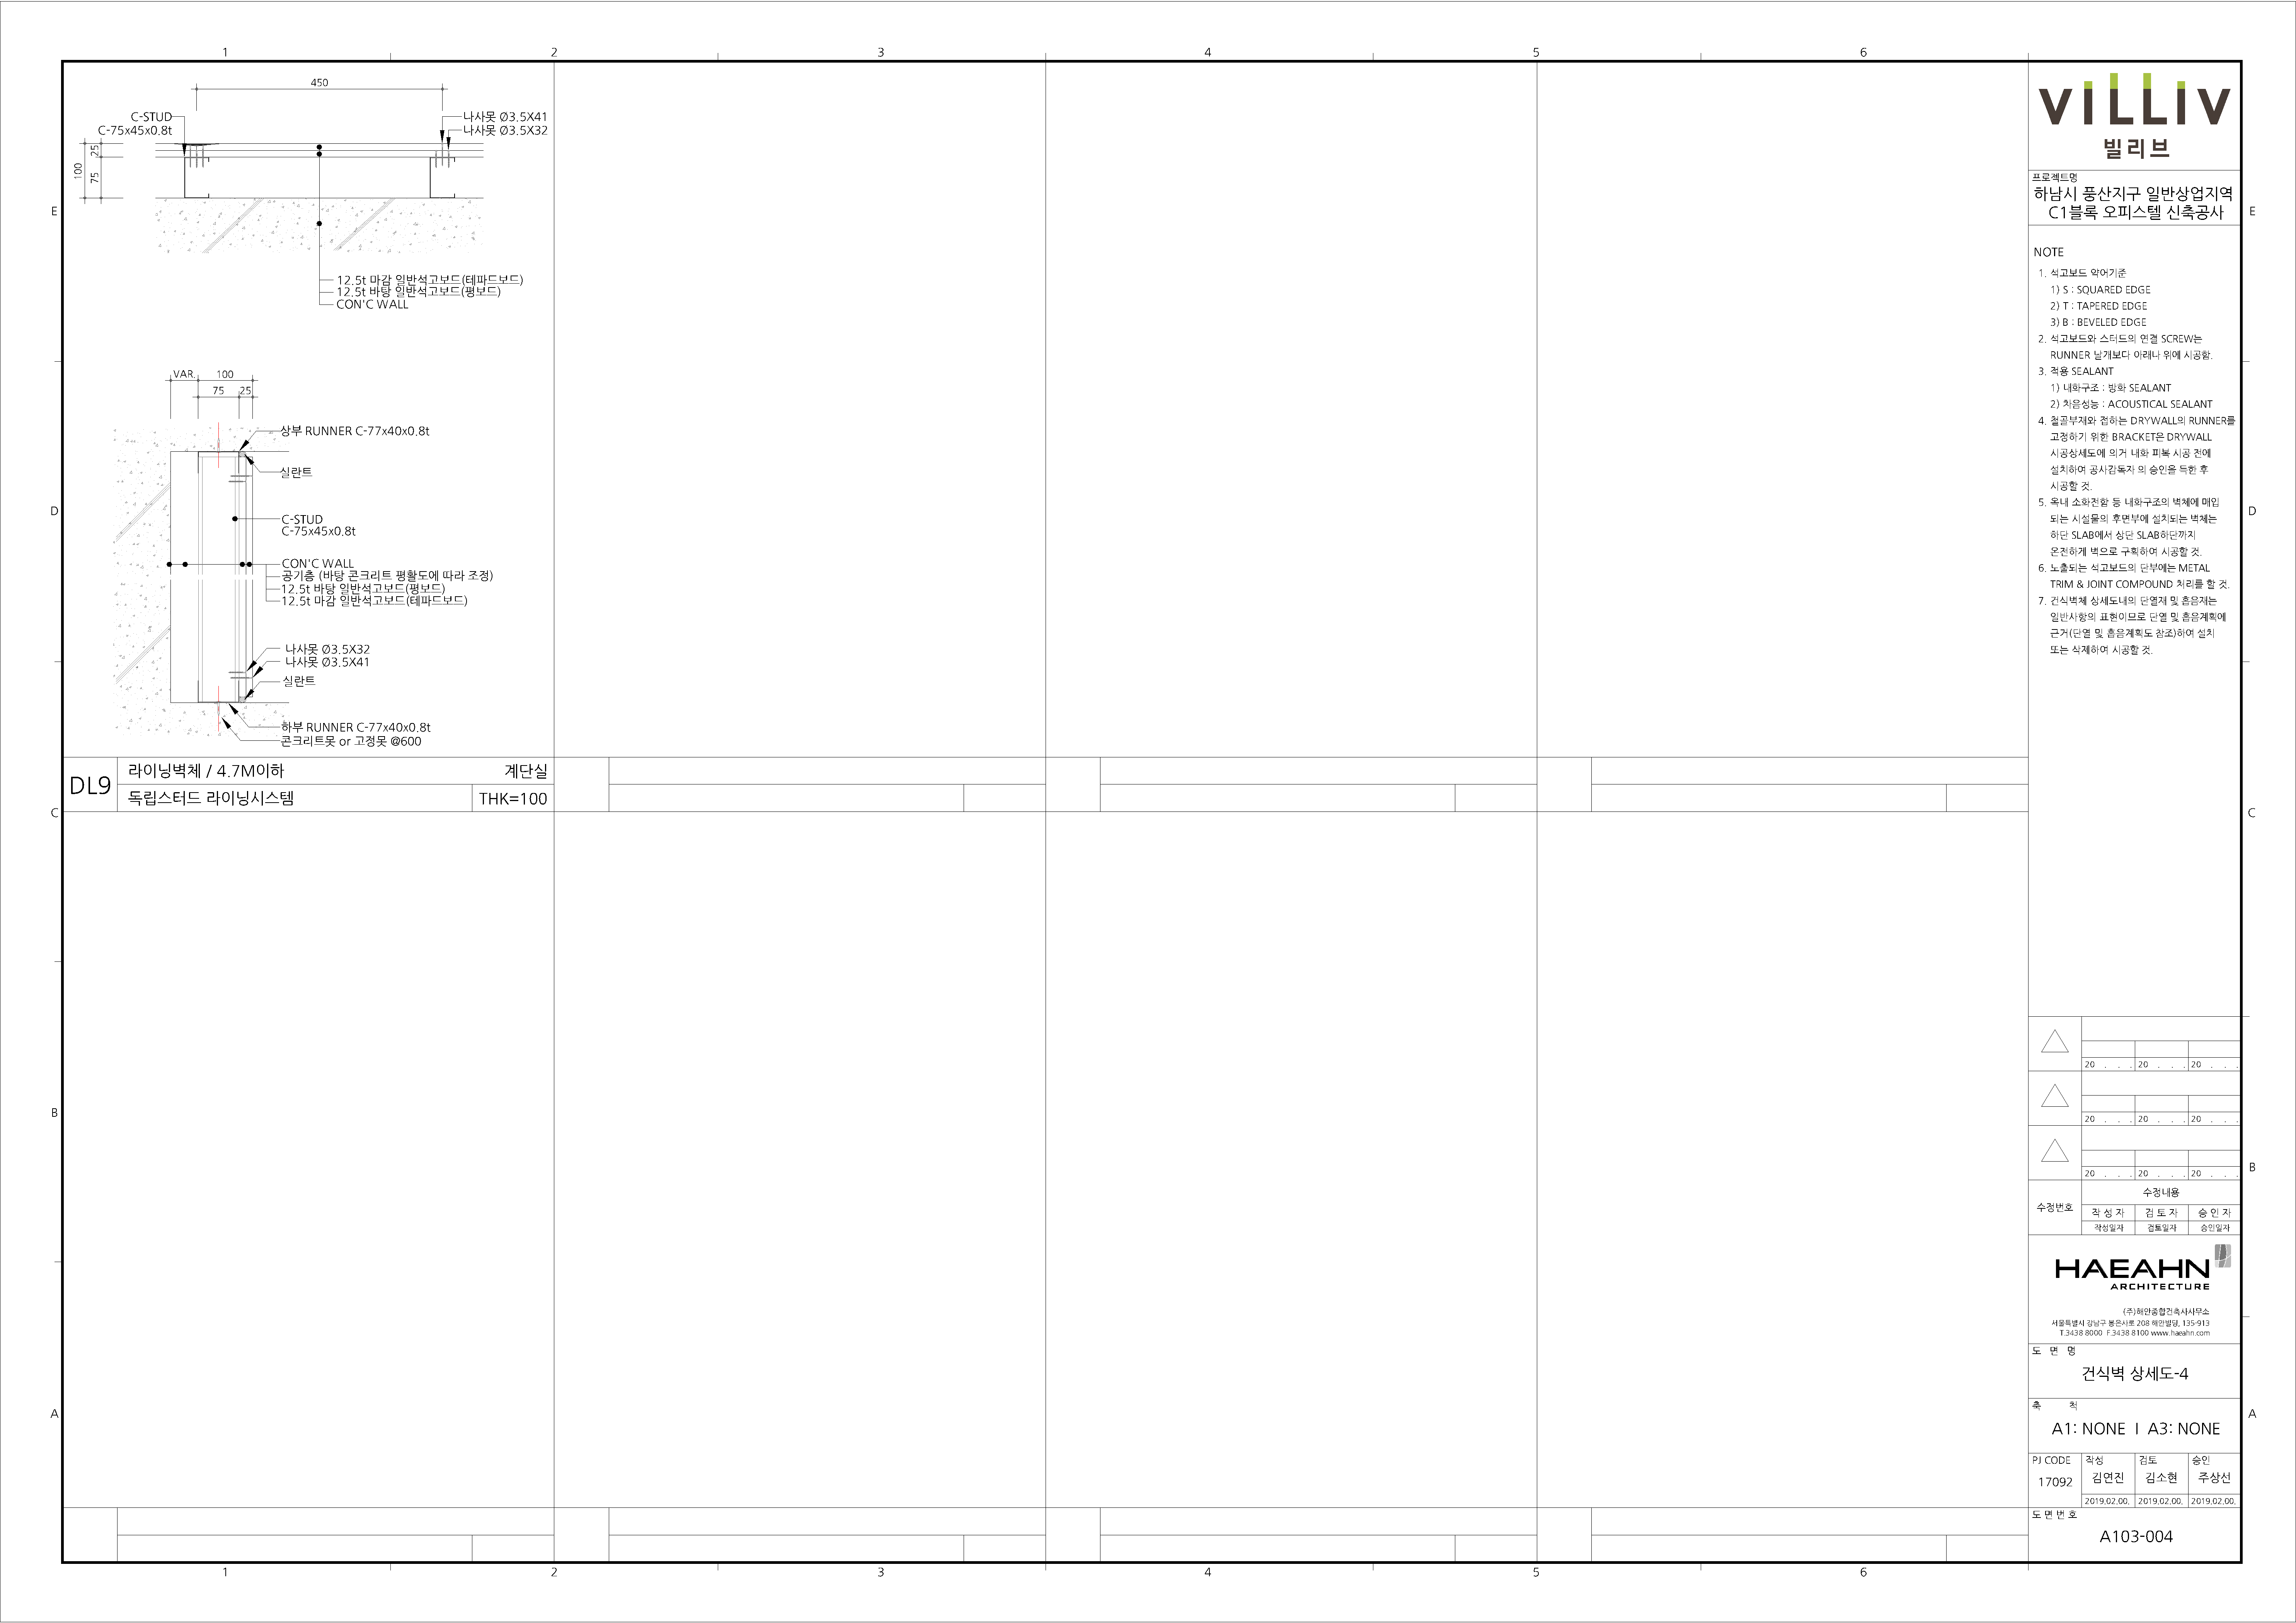 1 2 3 4 5 6
450
C-STUD
C-75x45x0.8t
나사못 Ø3.5X41
나사못 Ø3.5X32
100
25
75
E
E
12.5t 마감 일반석고보드(테파드보드)
12.5t 바탕 일반석고보드(평보드)
CON'C WALL
VAR. 100
75 25
상부 RUNNER C-77x40x0.8t
실란트
D
D
C-STUD
C-75x45x0.8t
CON'C WALL
공기층 (바탕 콘크리트 평활도에 따라 조정)
12.5t 바탕 일반석고보드(평보드)
12.5t 마감 일반석고보드(테파드보드)
나사못 Ø3.5X32
나사못 Ø3.5X41
실란트
하부 RUNNER C-77x40x0.8t
콘크리트못 or 고정못 @600
DL9
라이닝벽체 / 4.7M이하 계단실
독립스터드 라이닝시스템 THK=100
C
C
B
B
A
A
1 2 3 4 5 6
VILLIV
빌리브
프로젝트명
하남시 풍산지구 일반상업지역
C1블록 오피스텔 신축공사
NOTE
1. 석고보드 약어기준
1) S : SQUARED EDGE
2) T : TAPERED EDGE
3) B : BEVELED EDGE
2. 석고보드와 스터드의 연결 SCREW는
RUNNER 날개보다 아래나 위에 시공함.
3. 적용 SEALANT
1) 내화구조 : 방화 SEALANT
2) 차음성능 : ACOUSTICAL SEALANT
4. 철골부재와 접하는 DRYWALL의 RUNNER를
고정하기 위한 BRACKET은 DRYWALL
시공상세도에 의거 내화 피복 시공 전에
설치하여 공사감독자 의 승인을 득한 후
시공할 것.
5. 옥내 소화전함 등 내화구조의 벽체에 매입
되는 시설물의 후면부에 설치되는 벽체는
하단 SLAB에서 상단 SLAB하단까지
온전하게 벽으로 구획하여 시공할 것.
6. 노출되는 석고보드의 단부에는 METAL
TRIM & JOINT COMPOUND 처리를 할 것.
7. 건식벽체 상세도내의 단열재 및 흡음재는
일반사항의 표현이므로 단열 및 흡음계획에
근거(단열 및 흡음계획도 참조)하여 설치
또는 삭제하여 시공할 것.
20 . . . 20 . . . 20 . . .
20 . . . 20 . . . 20 . . .
20 . . . 20 . . . 20 . . .
수정번호
수정내용
작 성 자 검 토 자 승 인 자
작성일자 검토일자 승인일자
HAEAHN
ARCHITECTURE
(주)해안종합건축사사무소
서울특별시 강남구 봉은사로 208 해안빌딩, 135-913
T.3438 8000 F.3438 8100 www.haeahn.com
도 면 명
건식벽 상세도-4
축 척
A1: NONE I A3: NONE
PJ CODE 작성 검토 승인
17092 김연진 김소현 주상선
2019.02.00. 2019.02.00. 2019.02.00.
도 면 번 호
A103-004